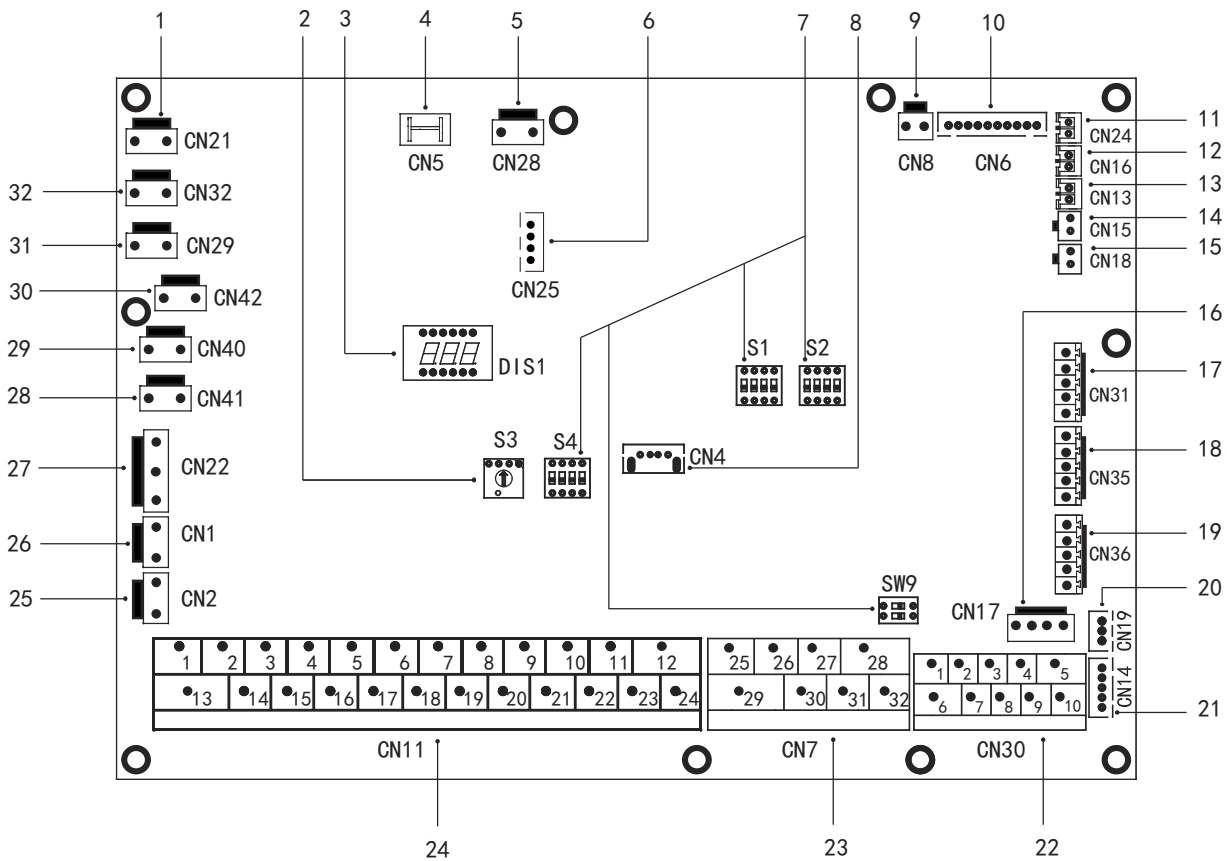 1 2 3 4 5 6 7 8 9 10
CN21 CN5 CN28 CN8 CN6 CN24 11
CN16 12
32 CN32 CN13 13
CN15 14
31 CN29 CN25 CN18 15
30 CN42 16
29 CN40 DIS1 S1 S2 CN31 17
28 CN41
27 CN22 S3 S4 CN4 CN35 18
26 CN1 CN36 19
25 CN2 SW9 CN17 CN19 20
1 2 3 4 5 6 7 8 9 10 11 12 25 26 27 28 1 2 3 4 5
13 14 15 16 17 18 19 20 21 22 23 24 29 30 31 32 6 7 8 9 10 CN14 21
CN11 CN7 CN30
24 23 22